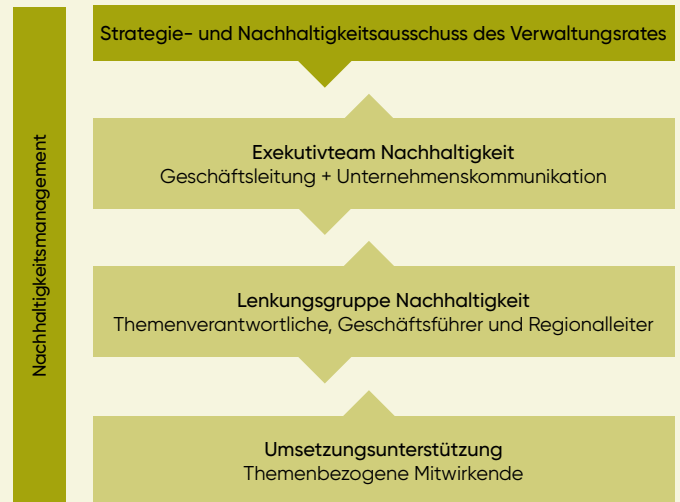 Nachhaltigkeitsmanagement
Strategie- und Nachhaltigkeitsausschuss des Verwaltungsrates
Exekutivteam Nachhaltigkeit
Geschäftsleitung + Unternehmenskommunikation
Lenkungsgruppe Nachhaltigkeit
Themenverantwortliche, Geschäftsführer und Regionalleiter
Umsetzungsunterstützung
Themenbezogene Mitwirkende